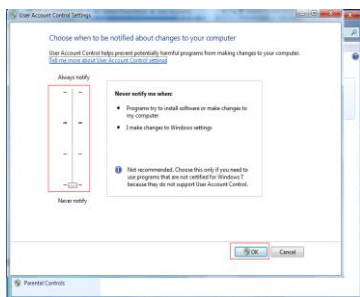 User Account Control Settings
Choose when to be notified about changes to your computer
User Account Control helps prevent potentially harmful programs from making changes to your computer.
Tell me more about User Account Control settings
Always notify
Never notify me when:
Programs try to install software or make changes to
my computer
I make changes to Windows settings
Not recommended. Choose this only if you need to
use programs that are not certified for Windows 7
because they do not support User Account Control.
Never notify
OK
Cancel
Parental Controls